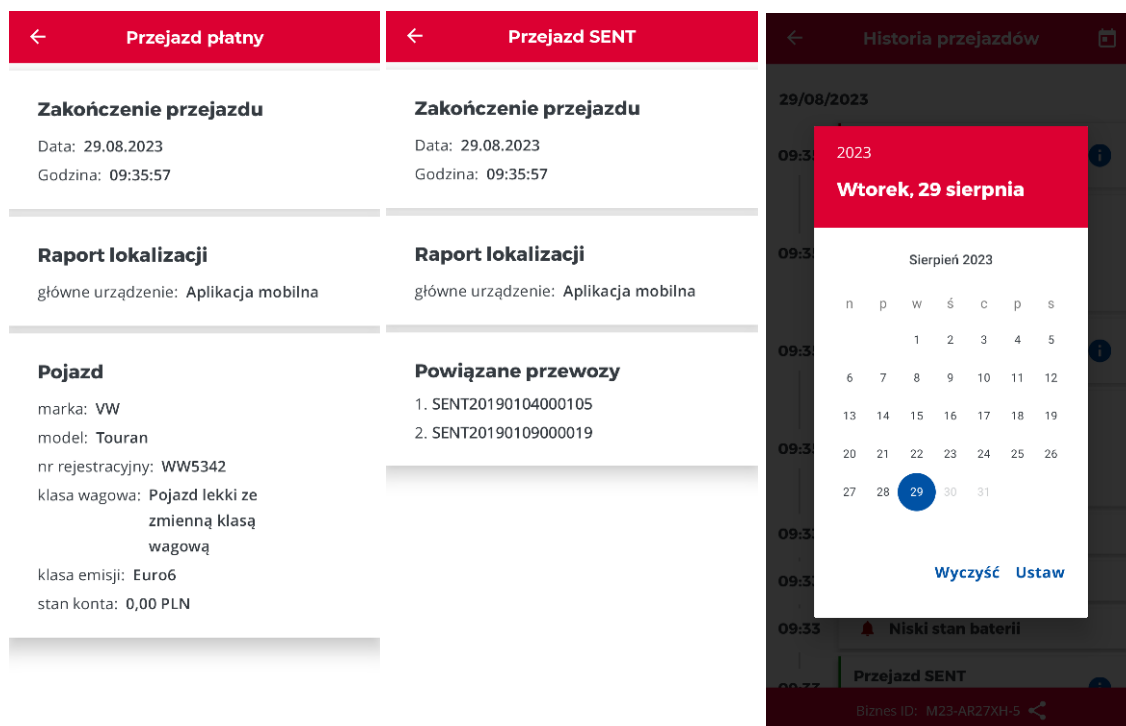 Przejazd płatny
Zakończenie przejazdu
Data: 29.08.2023
Godzina: 09:35:57
Raport lokalizacji
główne urządzenie: Aplikacja mobilna
Pojazd
marka: VW
model: Touran
nr rejestracyjny: WW5342
klasa wagowa: Pojazd lekki ze
zmienną klasą
wagową
klasa emisji: Euro6
stan konta: 0,00 PLN
Przejazd SENT
Zakończenie przejazdu
Data: 29.08.2023
Godzina: 09:35:57
Raport lokalizacji
główne urządzenie: Aplikacja mobilna
Powiązane przewozy
1. SENT20190104000105
2. SENT20190109000019
Historia przejazdów
29/08/2023
2023
Wtorek, 29 sierpnia
Sierpień 2023
n p w ś c p s
1 2 3 4 5
6 7 8 9 10 11 12
13 14 15 16 17 18 19
20 21 22 23 24 25 26
27 28 29 30 31
Wyczyść Ustaw
09:33 Niski stan baterii
Przejazd SENT
Biznes ID: M23-AR27XH-5